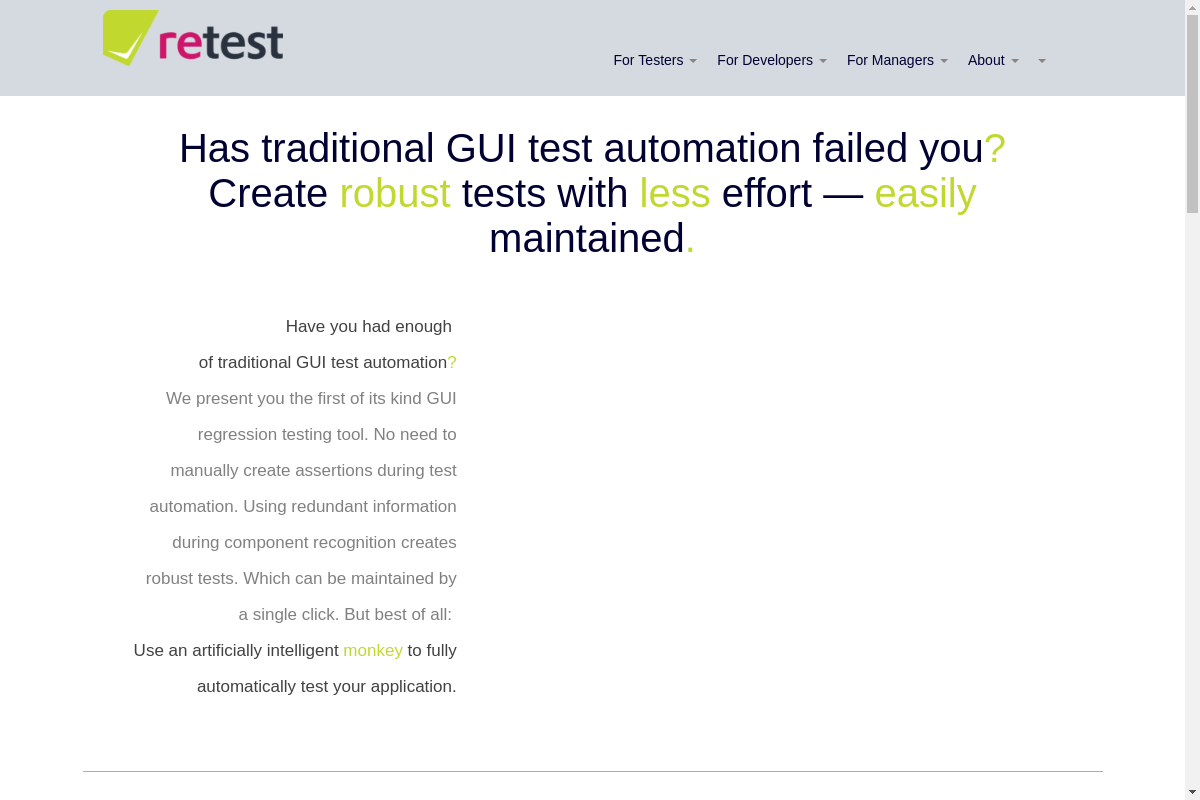 retest
For Testers For Developers For Managers About
Has traditional GUI test automation failed you?
Create robust tests with less effort — easily
maintained.
Have you had enough
of traditional GUI test automation?
We present you the first of its kind GUI
regression testing tool. No need to
manually create assertions during test
automation. Using redundant information
during component recognition creates
robust tests. Which can be maintained by
a single click. But best of all:
Use an artificially intelligent monkey to fully
automatically test your application.